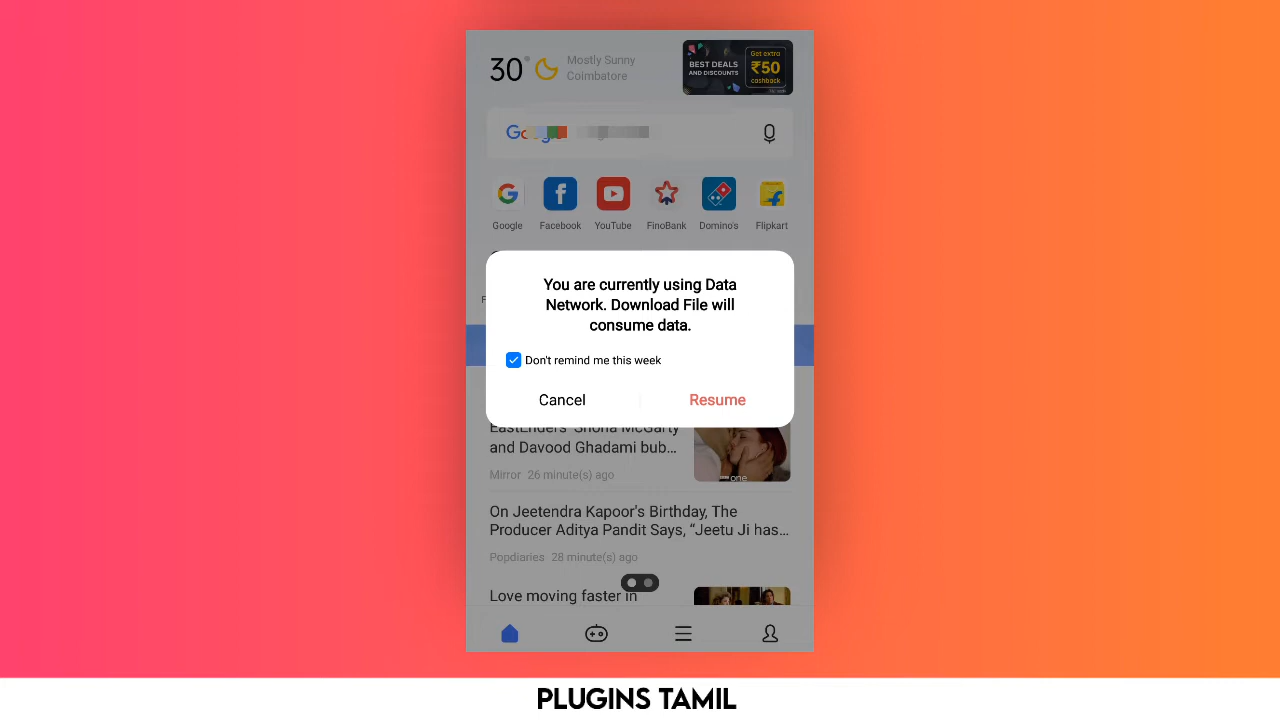 30°
Mostly Sunny
Coimbatore
BEST DEALS
AND DISCOUNTS
Get extra
₹50
cashback
Google
Facebook
YouTube
FinoBank
Domino's
Flipkart
You are currently using Data
Network. Download File will
consume data.
Don't remind me this week
Cancel
Resume
EastEnders' Shona McGarty
and Davood Ghadami bub...
Mirror 26 minute(s) ago
one
On Jeetendra Kapoor's Birthday, The
Producer Aditya Pandit Says, “Jeetu Ji has...
Popdiaries 28 minute(s) ago
Love moving faster in
PLUGINS TAMIL